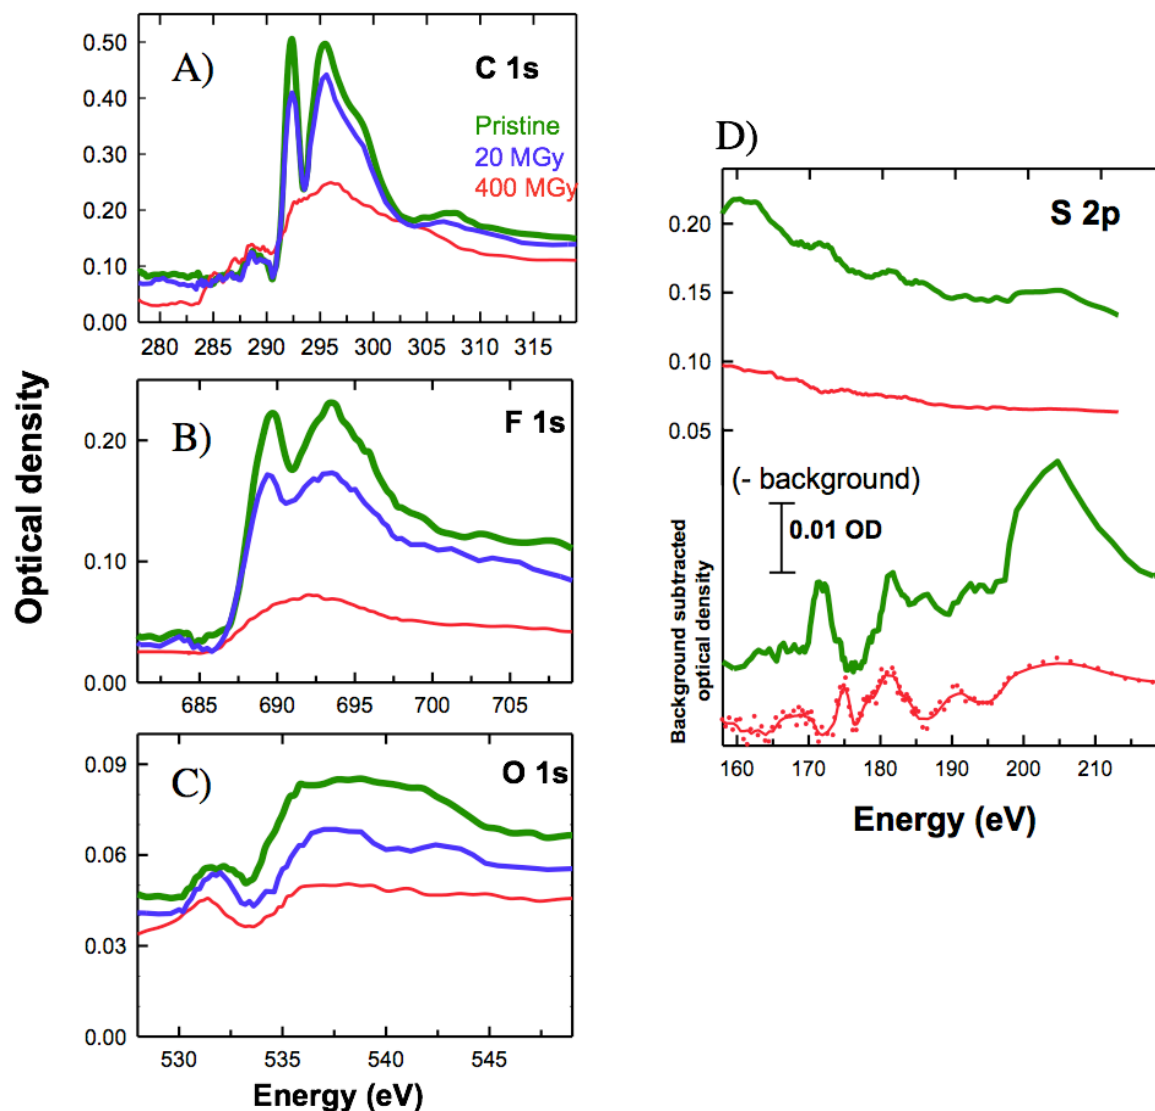 Optical density
A)
C 1s
Pristine
20 MGy
400 MGy
0.50
0.40
0.30
0.20
0.10
0.00
280 285 290 295 300 305 310 315
B)
F 1s
0.20
0.10
0.00
685 690 695 700 705
C)
O 1s
0.09
0.06
0.03
0.00
530 535 540 545
Energy (eV)
D)
S 2p
0.20
0.15
0.10
0.05
(- background)
0.01 OD
Background subtracted
optical density
160 170 180 190 200 210
Energy (eV)